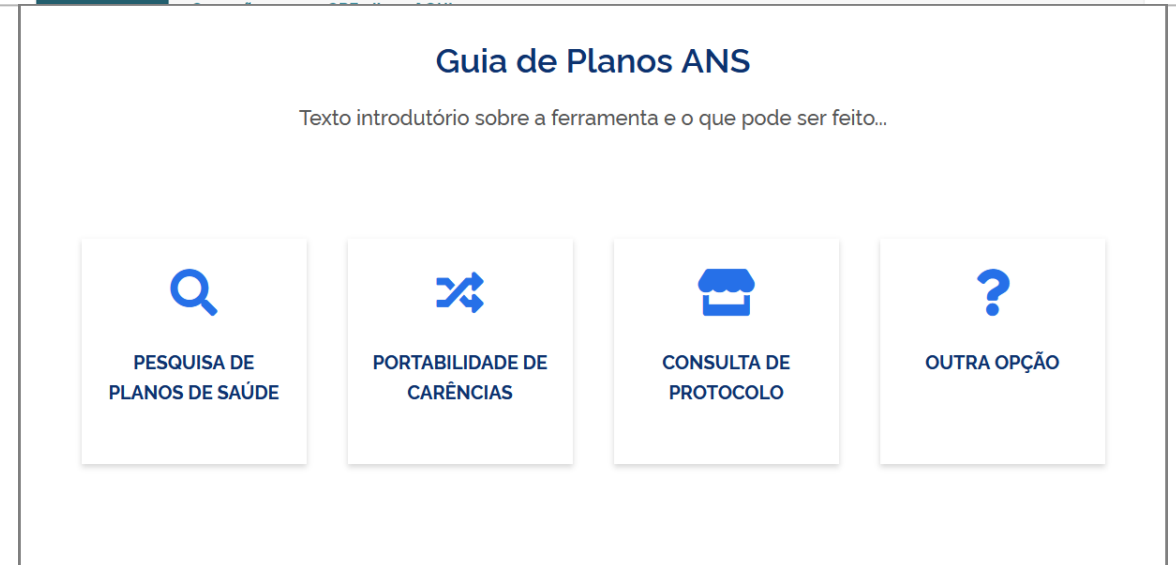 Guia de Planos ANS
Texto introdutório sobre a ferramenta e o que pode ser feito...
PESQUISA DE
PLANOS DE SAÚDE
PORTABILIDADE DE
CARÊNCIAS
CONSULTA DE
PROTOCOLO
OUTRA OPÇÃO